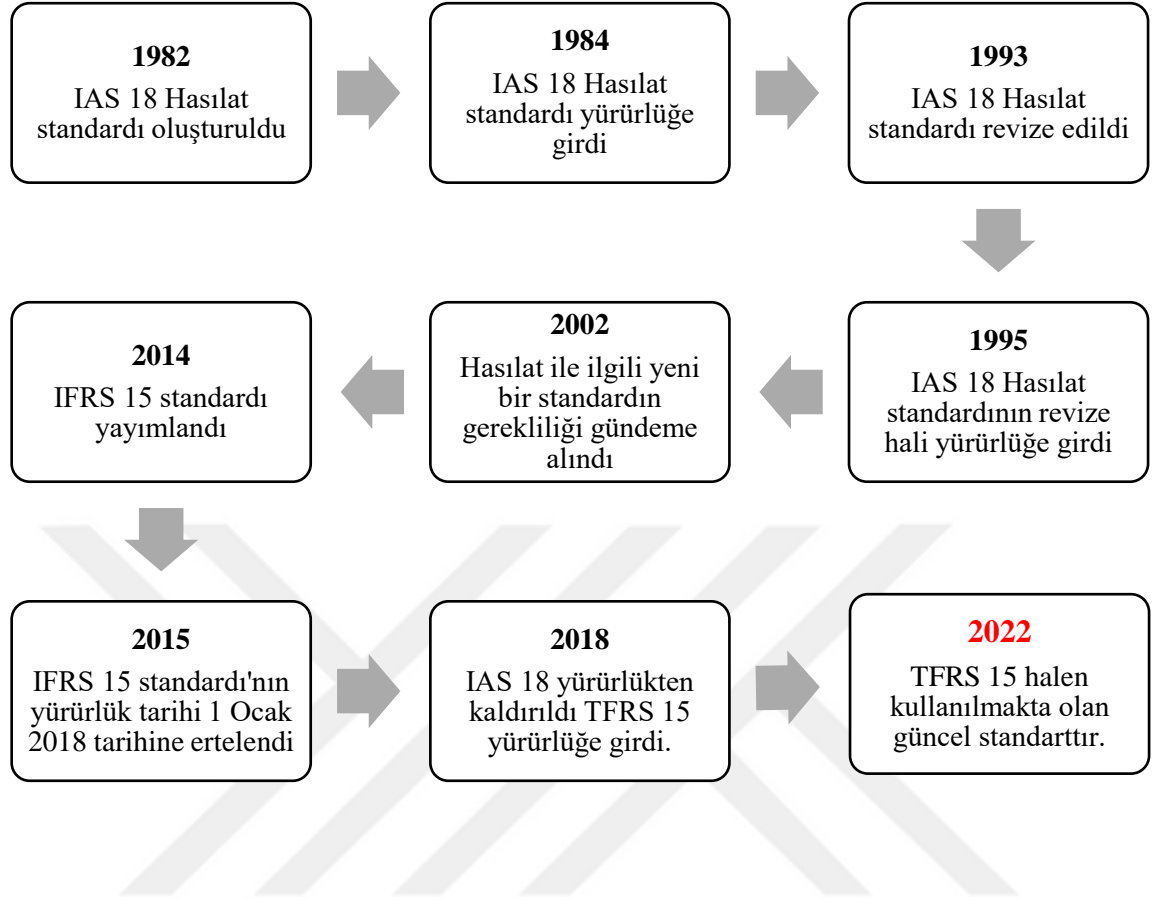 1982
IAS 18 Hasılat
standardı oluşturuldu
1984
IAS 18 Hasılat
standardı yürürlüğe
girdi
1993
IAS 18 Hasılat
standardı revize edildi
1995
IAS 18 Hasılat
standardının revize
hali yürürlüğe girdi
2002
Hasılat ile ilgili yeni
bir standardın
gerekliliği gündeme
alındı
2014
IFRS 15 standardı
yayımlandı
2015
IFRS 15 standardı'nın
yürürlük tarihi 1 Ocak
2018 tarihine ertelendi
2018
IAS 18 yürürlükten
kaldırıldı TFRS 15
yürürlüğe girdi.
2022
TFRS 15 halen
kullanılmakta olan
güncel standarttır.